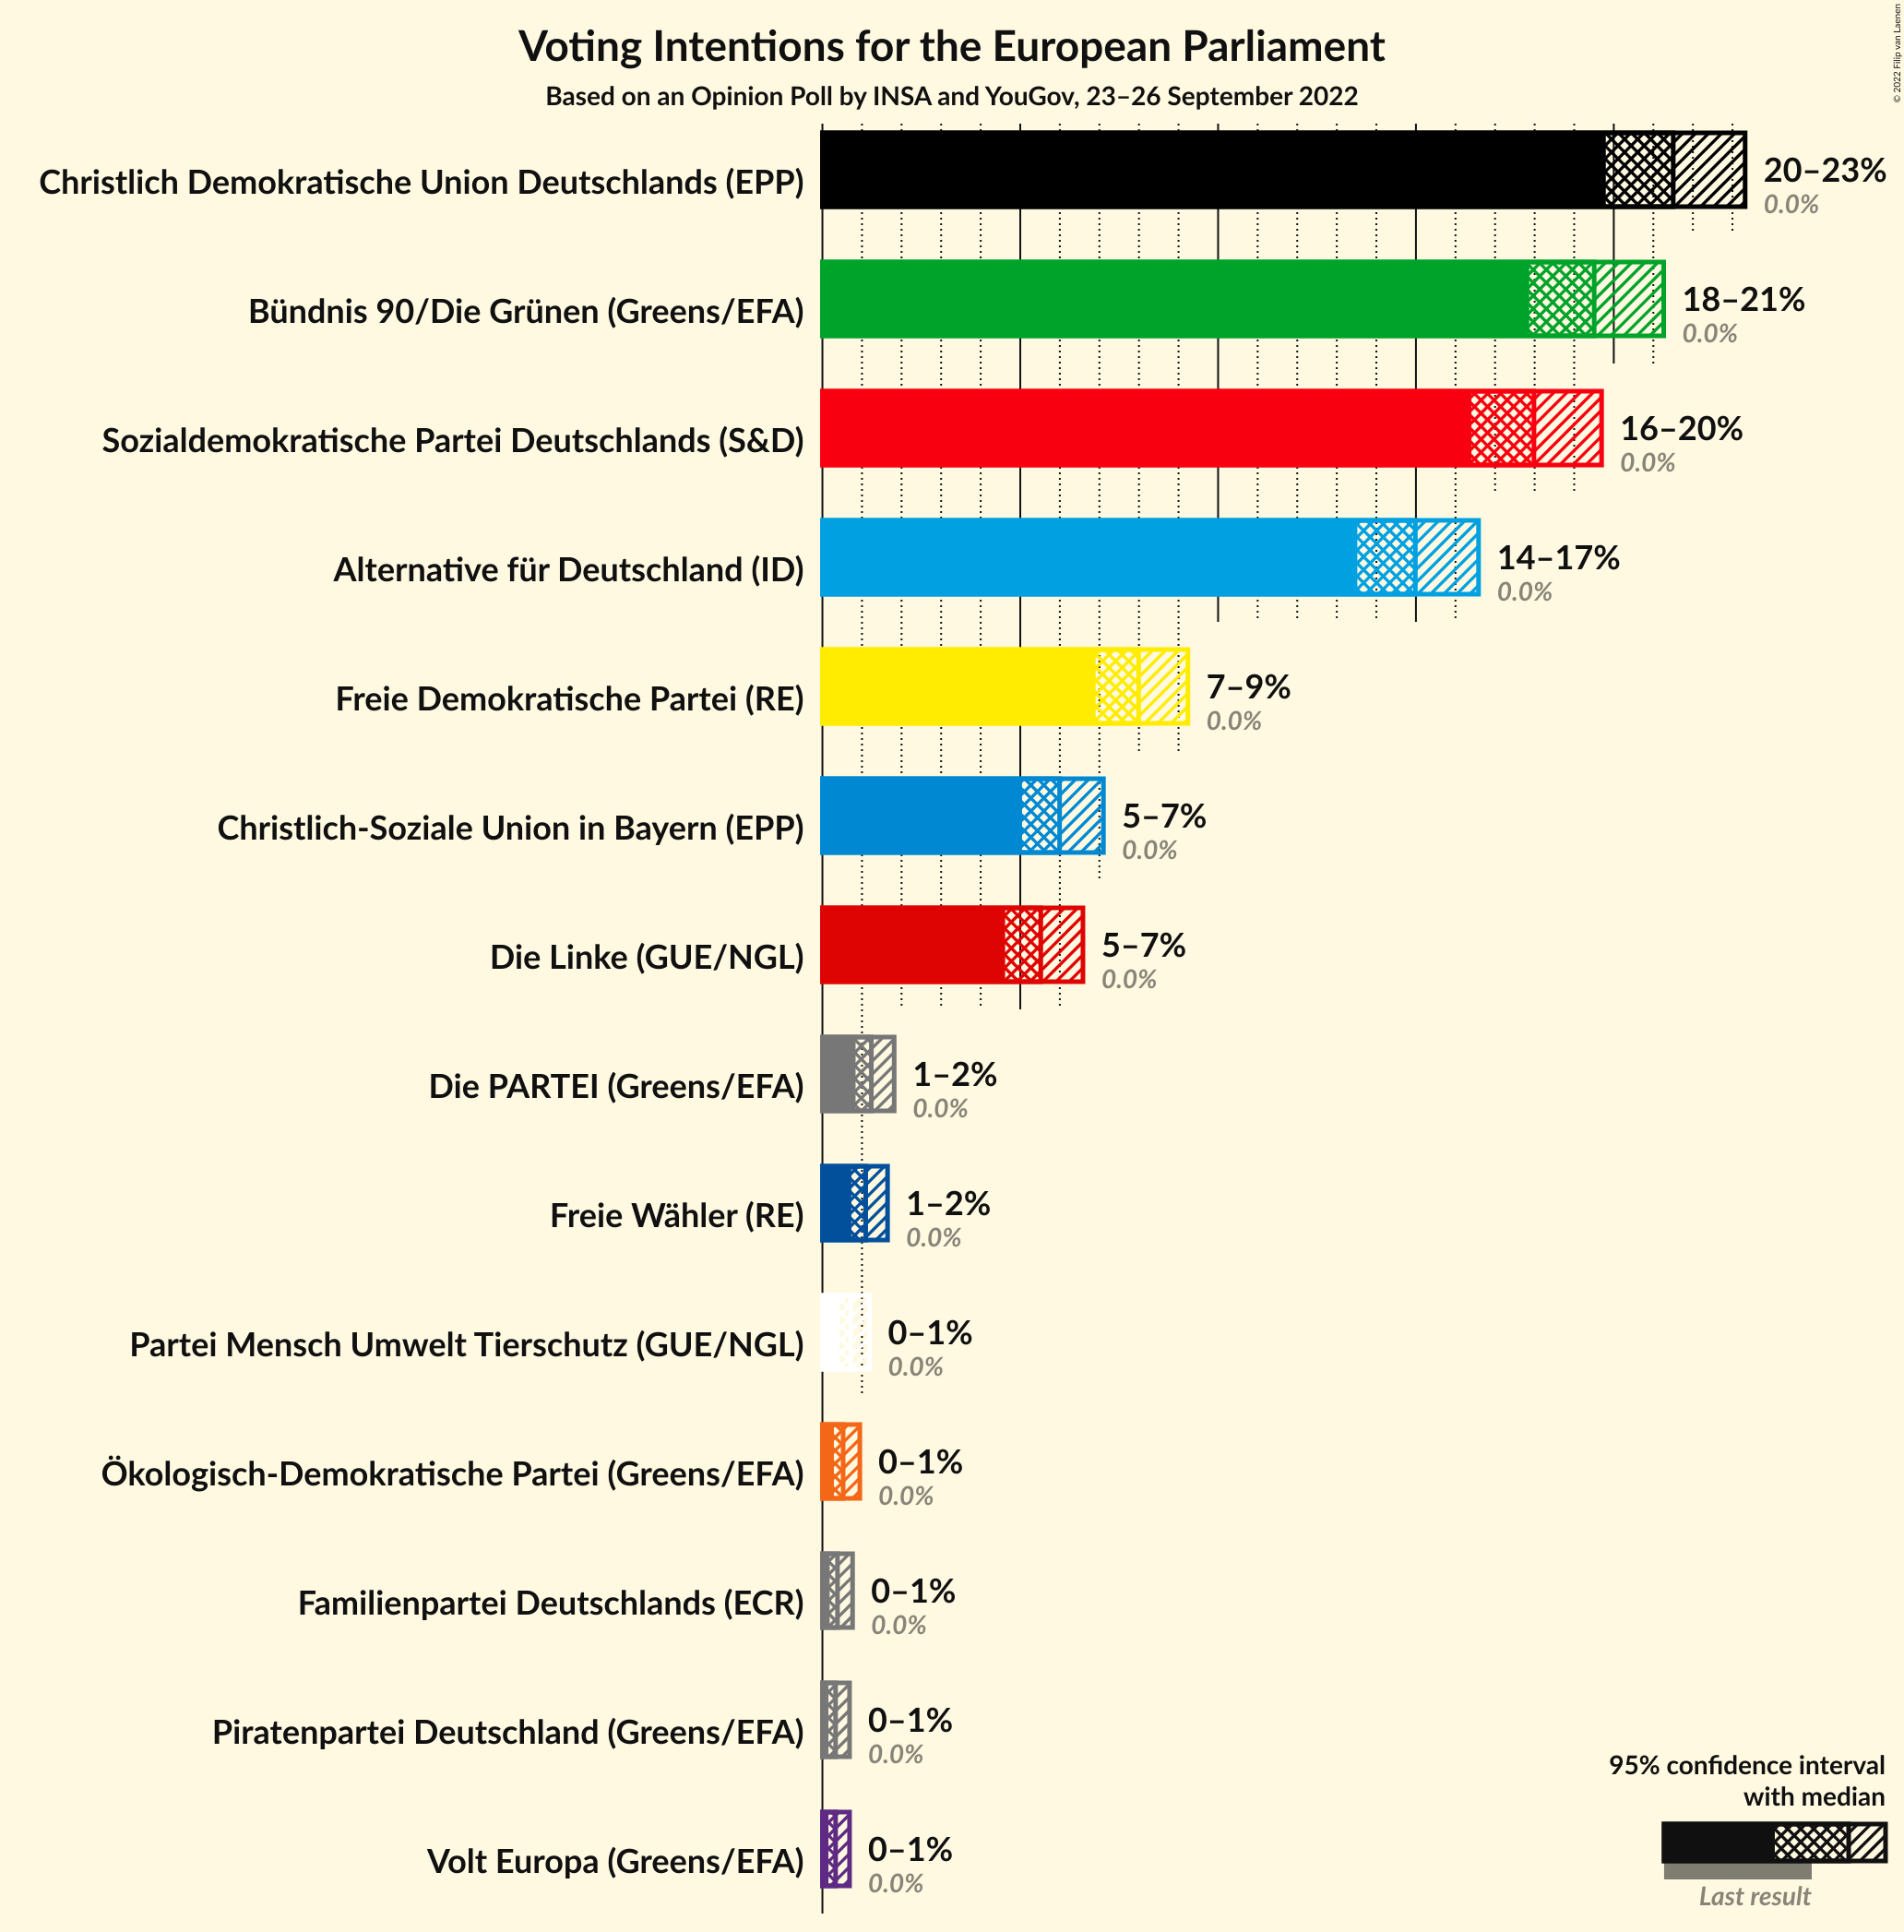 Voting Intentions for the European Parliament
Based on an Opinion Poll by INSA and YouGov, 23–26 September 2022
© 2022 Filip van Laenen
Christlich Demokratische Union Deutschlands (EPP)
20–23%
0.0%
Bündnis 90/Die Grünen (Greens/EFA)
18–21%
0.0%
Sozialdemokratische Partei Deutschlands (S&D)
16–20%
0.0%
Alternative für Deutschland (ID)
14–17%
0.0%
Freie Demokratische Partei (RE)
7–9%
0.0%
Christlich-Soziale Union in Bayern (EPP)
5–7%
0.0%
Die Linke (GUE/NGL)
5–7%
0.0%
Die PARTEI (Greens/EFA)
1–2%
0.0%
Freie Wähler (RE)
1–2%
0.0%
Partei Mensch Umwelt Tierschutz (GUE/NGL)
0–1%
0.0%
Ökologisch-Demokratische Partei (Greens/EFA)
0–1%
0.0%
Familienpartei Deutschlands (ECR)
0–1%
0.0%
Piratenpartei Deutschland (Greens/EFA)
0–1%
0.0%
Volt Europa (Greens/EFA)
0–1%
0.0%
95% confidence interval
with median
Last result